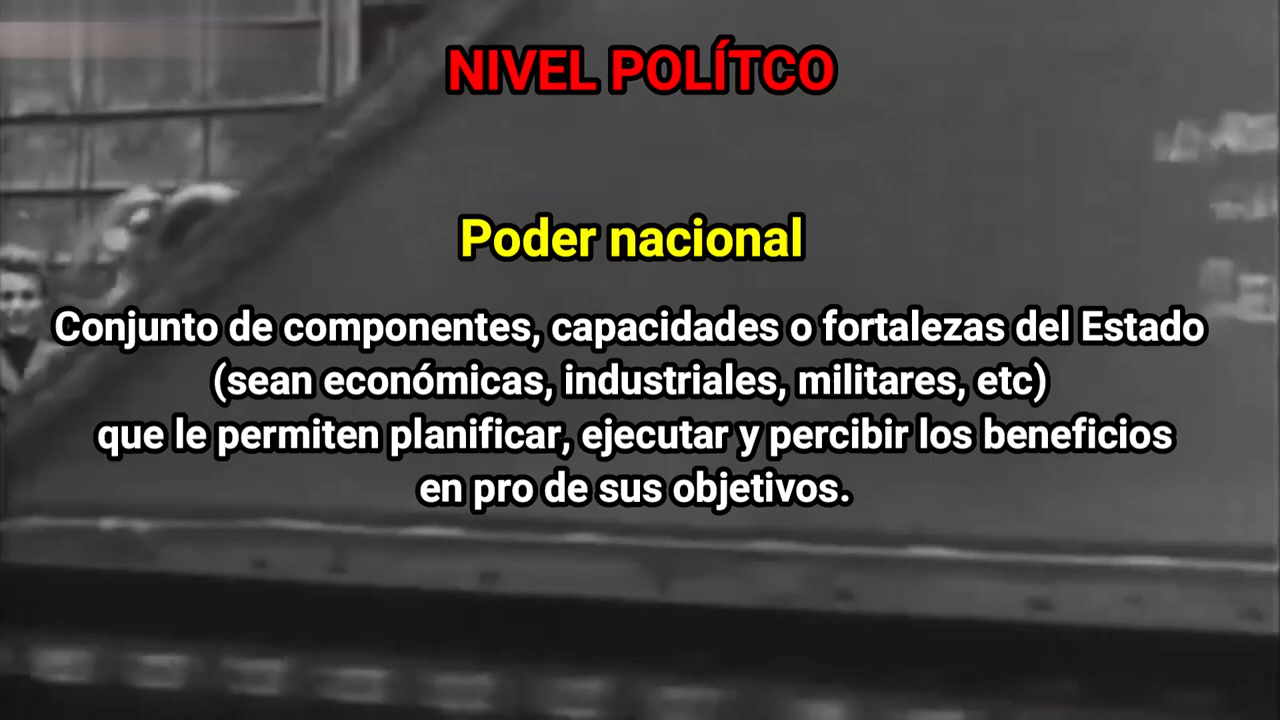 NIVEL POLÍTCO
Poder nacional
Conjunto de componentes, capacidades o fortalezas del Estado
(sean económicas, industriales, militares, etc)
que le permiten planificar, ejecutar y percibir los beneficios
en pro de sus objetivos.